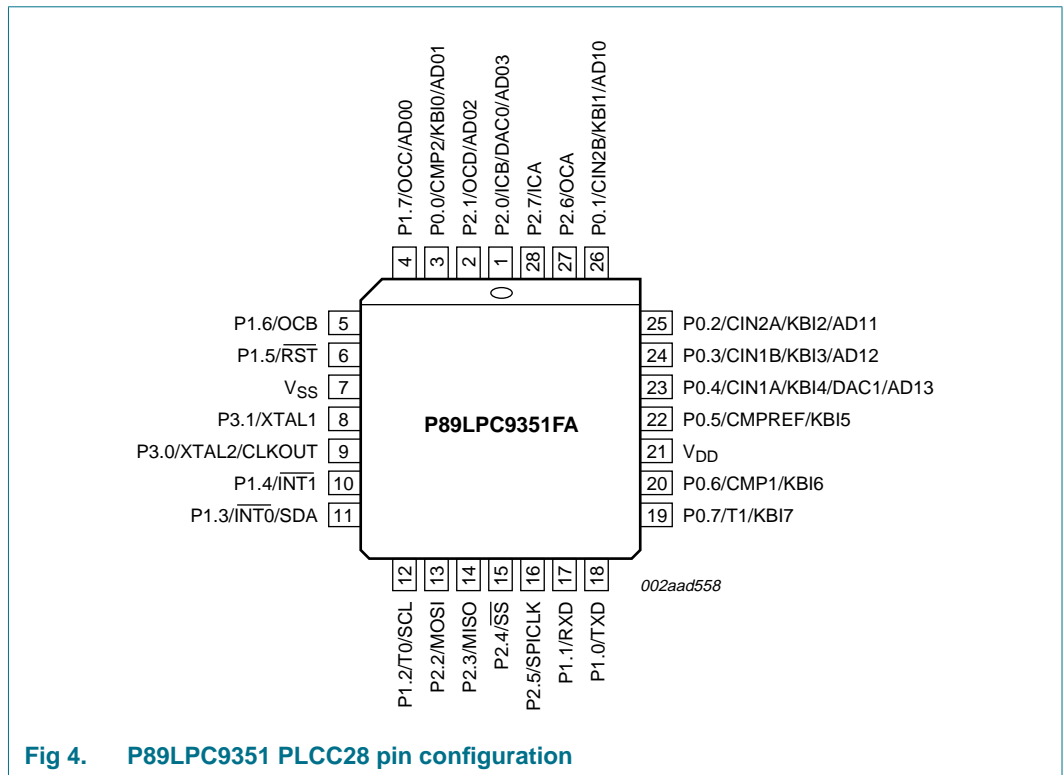 P1.7/OCC/AD00
P0.0/CMP2/KBI0/AD01
P2.1/OCD/AD02
P2.0/ICB/DAC0/AD03
P2.7/ICA
P2.6/OCA
P0.1/CIN2B/KBI1/AD10
4
3
2
1
28
27
26
P1.6/OCB 5
P1.5/R̅S̅T̅ 6
VSS 7
P3.1/XTAL1 8
P3.0/XTAL2/CLKOUT 9
P1.4/I̅N̅T̅1̅ 10
P1.3/I̅N̅T̅0̅/SDA 11
P89LPC9351FA
25 P0.2/CIN2A/KBI2/AD11
24 P0.3/CIN1B/KBI3/AD12
23 P0.4/CIN1A/KBI4/DAC1/AD13
22 P0.5/CMPREF/KBI5
21 VDD
20 P0.6/CMP1/KBI6
19 P0.7/T1/KBI7
12
13
14
15
16
17
18
P1.2/T0/SCL
P2.2/MOSI
P2.3/MISO
P2.4/S̅S̅
P2.5/SPICLK
P1.1/RXD
P1.0/TXD
002aad558
Fig 4. P89LPC9351 PLCC28 pin configuration